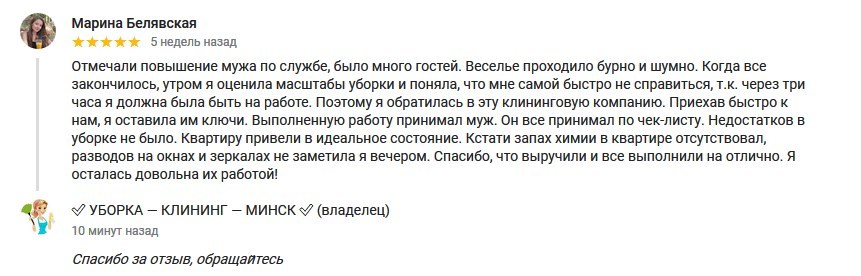 Марина Белявская
★★★★★ 5 недель назад
Отмечали повышение мужа по службе, было много гостей. Веселье проходило бурно и шумно. Когда все
закончилось, утром я оценила масштабы уборки и поняла, что мне самой быстро не справиться, т.к. через три
часа я должна была быть на работе. Поэтому я обратилась в эту клининговую компанию. Приехав быстро к
нам, я оставила им ключи. Выполненную работу принимал муж. Он все принимал по чек-листу. Недостатков в
уборке не было. Квартиру привели в идеальное состояние. Кстати запах химии в квартире отсутствовал,
разводов на окнах и зеркалах не заметила я вечером. Спасибо, что выручили и все выполнили на отлично. Я
осталась довольна их работой!
✅ УБОРКА — КЛИНИНГ — МИНСК ✅ (владелец)
10 минут назад
Спасибо за отзыв, обращайтесь